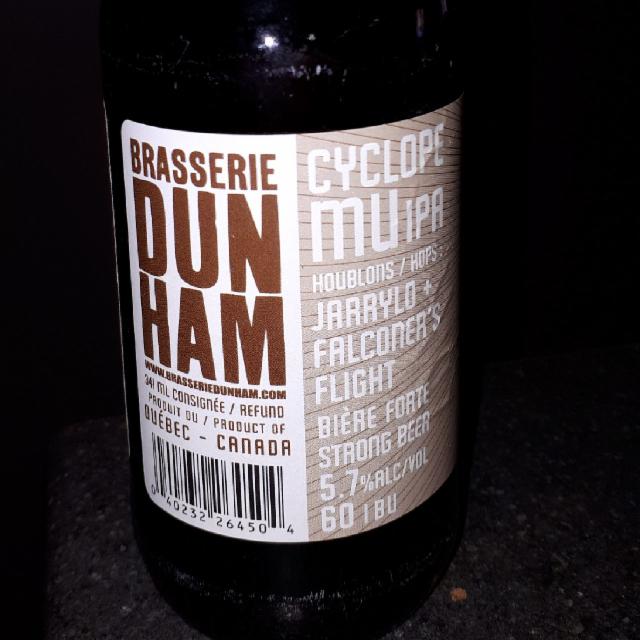 BRASSERIE
DUN
HAM
WWW.BRASSERIEDUNHAM.COM
341 ML CONSIGNÉE / REFUND
PRODUIT DU / PRODUCT OF
QUÉBEC - CANADA
0 40232 26450 4
CYCLOPE
MU IPA
HOUBLONS / HOPS:
JARRYLO +
FALCONER'S
FLIGHT
BIÈRE FORTE
STRONG BEER
5.7% ALC/VOL
60 IBU